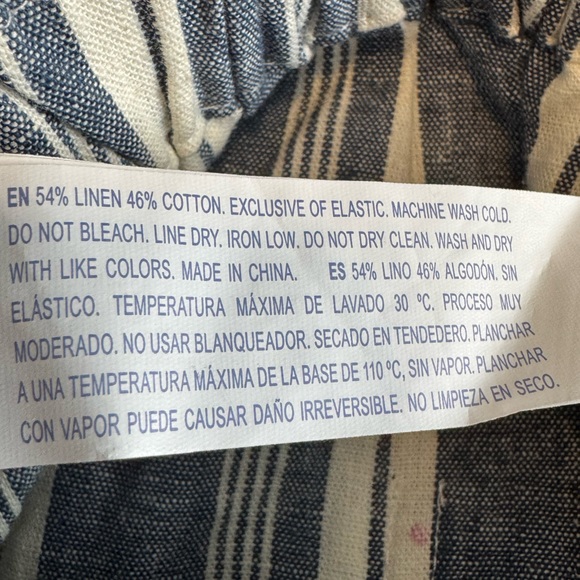 EN 54% LINEN 46% COTTON. EXCLUSIVE OF ELASTIC. MACHINE WASH COLD.
DO NOT BLEACH. LINE DRY. IRON LOW. DO NOT DRY CLEAN. WASH AND DRY
WITH LIKE COLORS. MADE IN CHINA. ES 54% LINO 46% ALGODÓN. SIN
ELÁSTICO. TEMPERATURA MÁXIMA DE LAVADO 30 ºC. PROCESO MUY
MODERADO. NO USAR BLANQUEADOR. SECADO EN TENDEDERO. PLANCHAR
A UNA TEMPERATURA MÁXIMA DE LA BASE DE 110 ºC, SIN VAPOR. PLANCHAR
CON VAPOR PUEDE CAUSAR DAÑO IRREVERSIBLE. NO LIMPIEZA EN SECO.